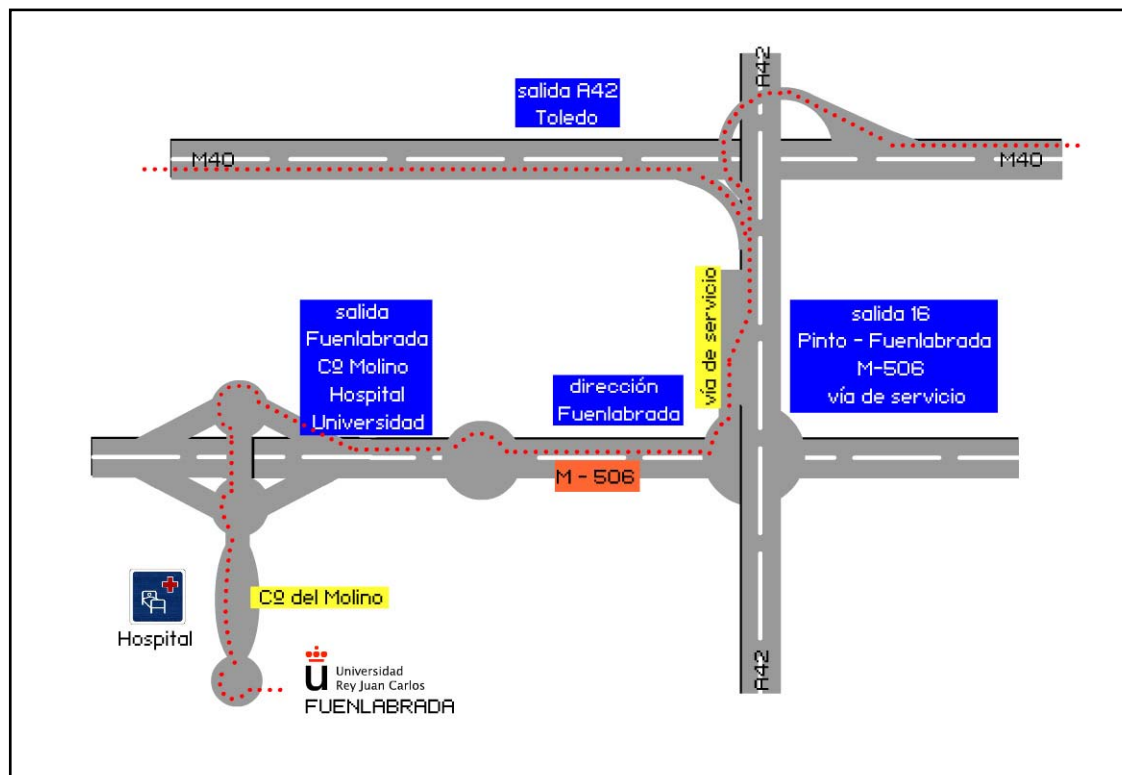 A42
salida A42
Toledo
M40
M40
vía de servicio
salida
Fuenlabrada
Cº Molino
Hospital
Universidad
salida 16
Pinto - Fuenlabrada
M-506
vía de servicio
dirección
Fuenlabrada
M - 506
Cº del Molino
Hospital
u Universidad
Rey Juan Carlos
FUENLABRADA
A42